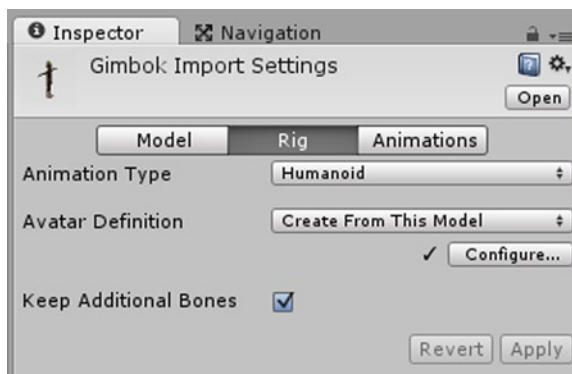 Inspector Navigation
Gimbok Import Settings
Open
Model Rig Animations
Animation Type Humanoid
Avatar Definition Create From This Model
Configure...
Keep Additional Bones
Revert Apply